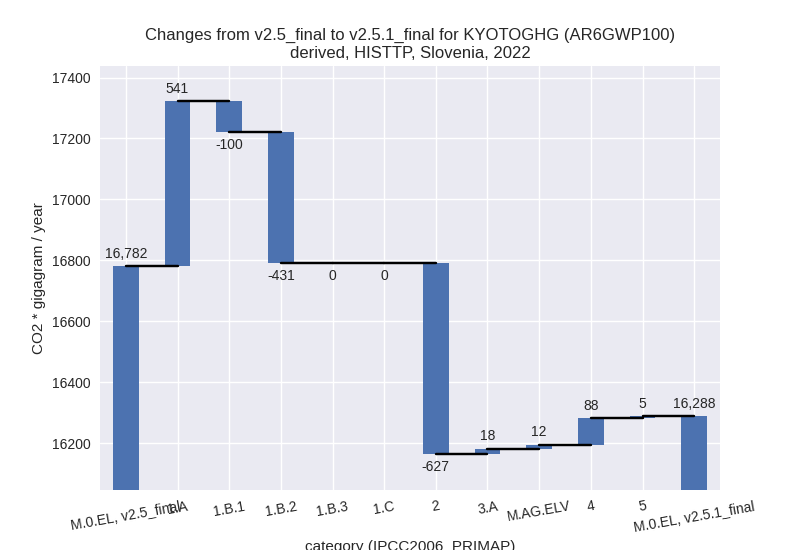 Changes from v2.5_final to v2.5.1_final for KYOTOGHG (AR6GWP100)
derived, HISTTP, Slovenia, 2022
CO2 * gigagram / year
17400
17200
17000
16800
16600
16400
16200
16,782
541
-100
-431
0
0
-627
18
12
88
5
16,288
M.0.EL, v2.5_final
1.A
1.B.1
1.B.2
1.B.3
1.C
2
3.A
M.AG.ELV
4
5
M.0.EL, v2.5.1_final
category (IPCC2006_PRIMAP)